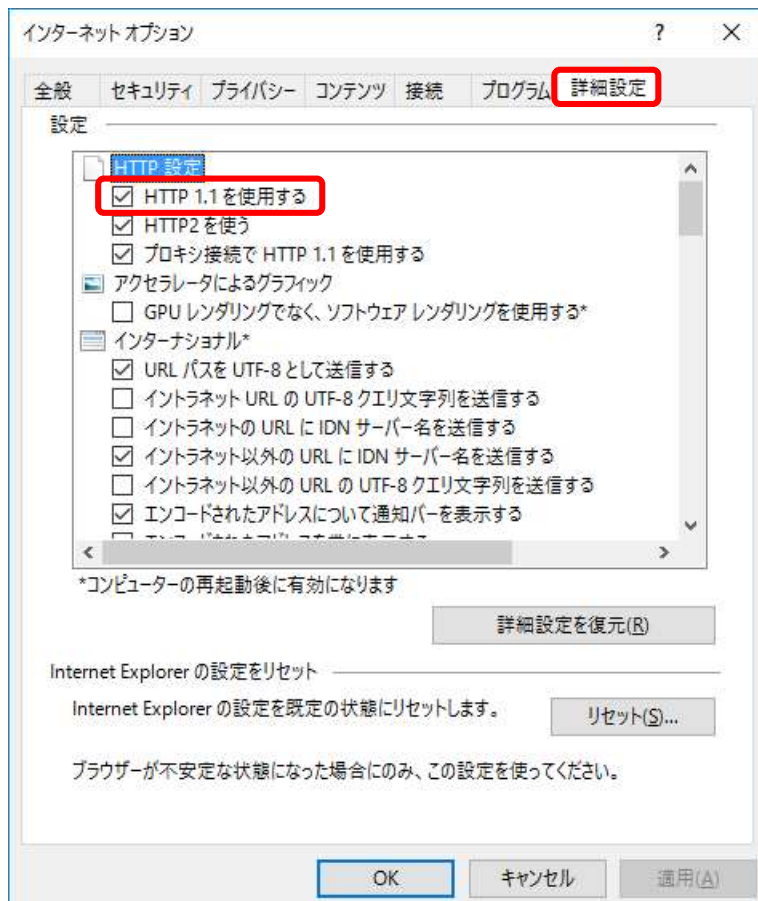 インターネット オプション
全般 セキュリティ プライバシー コンテンツ 接続 プログラム 詳細設定
設定
HTTP 設定
HTTP 1.1 を使用する
HTTP2 を使う
プロキシ接続で HTTP 1.1 を使用する
アクセラレータによるグラフィック
GPU レンダリングでなく、ソフトウェア レンダリングを使用する*
インターナショナル*
URL パスを UTF-8 として送信する
イントラネット URL の UTF-8 クエリ文字列を送信する
イントラネットの URL に IDN サーバー名を送信する
イントラネット以外の URL に IDN サーバー名を送信する
イントラネット以外の URL の UTF-8 クエリ文字列を送信する
エンコードされたアドレスについて通知バーを表示する
*コンピューターの再起動後に有効になります
詳細設定を復元(R)
Internet Explorer の設定をリセット
Internet Explorer の設定を既定の状態にリセットします。
リセット(S)...
ブラウザーが不安定な状態になった場合にのみ、この設定を使ってください。
OK キャンセル 適用(A)